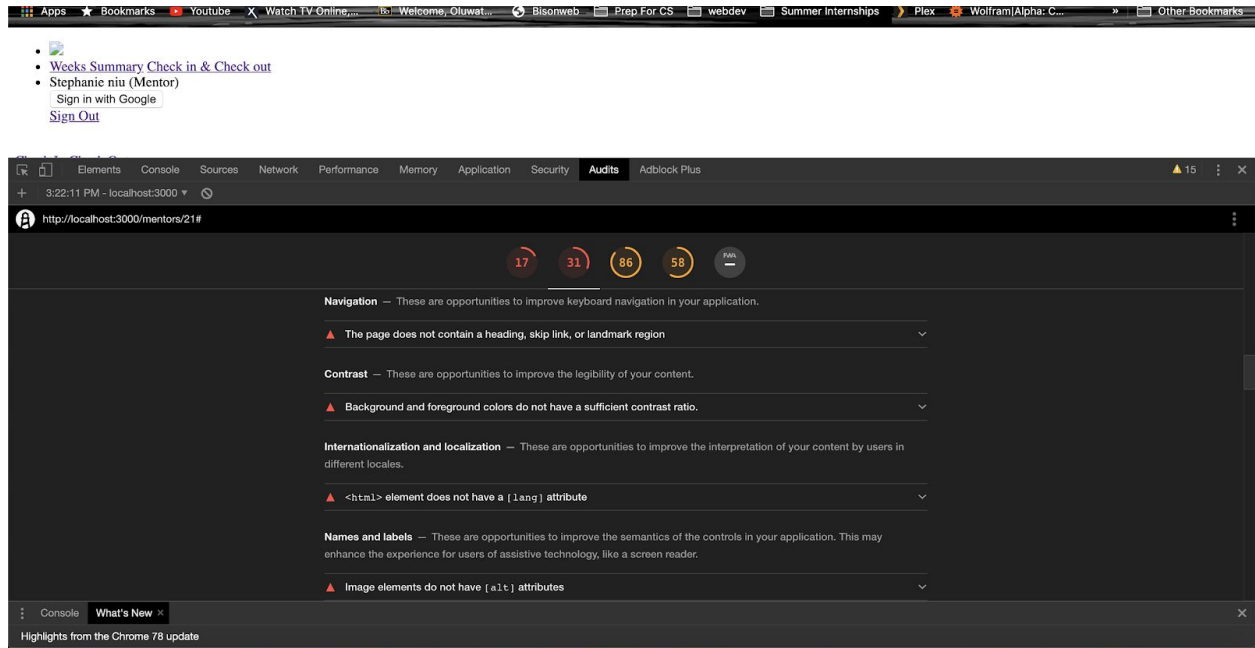 Apps Bookmarks Youtube Watch TV Online,... Welcome, Oluwat... Bisonweb Prep For CS webdev Summer Internships Plex Wolfram|Alpha: C... » Other Bookmarks
Weeks Summary Check in & Check out
Stephanie niu (Mentor)
Sign in with Google
Sign Out
Elements Console Sources Network Performance Memory Application Security Audits Adblock Plus 15
3:22:11 PM - localhost:3000
http://localhost:3000/mentors/21#
17 31 86 58 PWA
Navigation — These are opportunities to improve keyboard navigation in your application.
The page does not contain a heading, skip link, or landmark region
Contrast — These are opportunities to improve the legibility of your content.
Background and foreground colors do not have a sufficient contrast ratio.
Internationalization and localization — These are opportunities to improve the interpretation of your content by users in
different locales.
<html> element does not have a [lang] attribute
Names and labels — These are opportunities to improve the semantics of the controls in your application. This may
enhance the experience for users of assistive technology, like a screen reader.
Image elements do not have [alt] attributes
Console What's New ×
Highlights from the Chrome 78 update